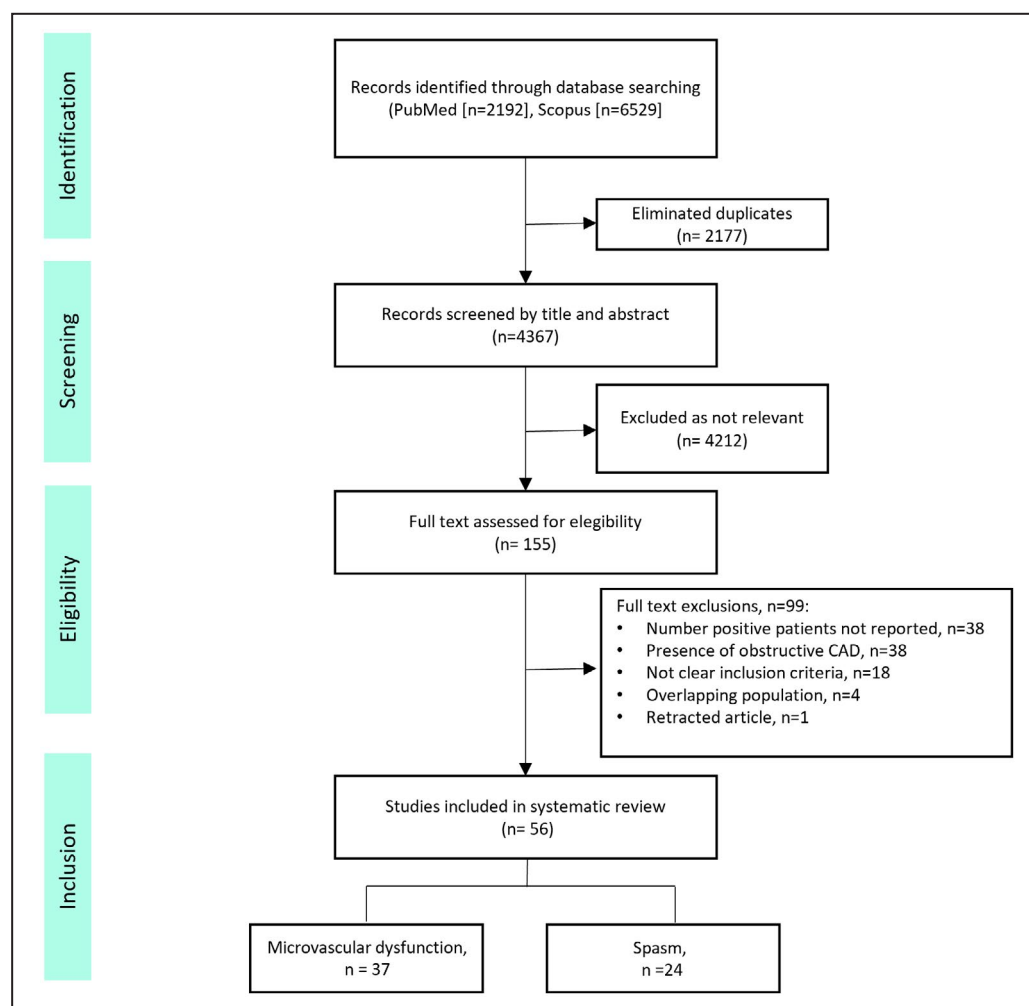 Identification
Records identified through database searching
(PubMed [n=2192], Scopus [n=6529]
Eliminated duplicates
(n= 2177)
Screening
Records screened by title and abstract
(n=4367)
Excluded as not relevant
(n= 4212)
Eligibility
Full text assessed for elegibility
(n= 155)
Full text exclusions, n=99:
• Number positive patients not reported, n=38
• Presence of obstructive CAD, n=38
• Not clear inclusion criteria, n=18
• Overlapping population, n=4
• Retracted article, n=1
Inclusion
Studies included in systematic review
(n= 56)
Microvascular dysfunction,
n = 37
Spasm,
n =24